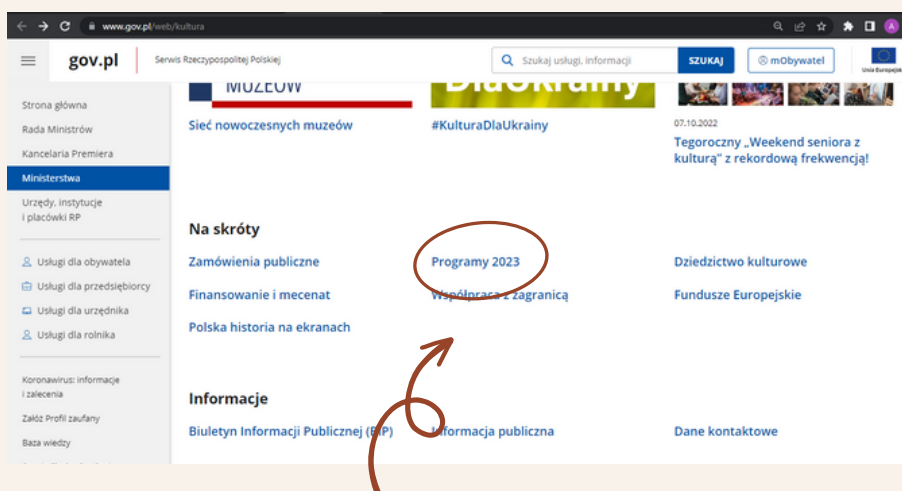 www.gov.pl/web/kultura
gov.pl
Serwis Rzeczypospolitej Polskiej
Szukaj usługi, informacji
SZUKAJ
mObywatel
Unia Europejska
Strona główna
Rada Ministrów
Kancelaria Premiera
Ministerstwa
Urzędy, instytucje
i placówki RP
Usługi dla obywatela
Usługi dla przedsiębiorcy
Usługi dla urzędnika
Usługi dla rolnika
Koronawirus: informacje
i zalecenia
Załóż Profil zaufany
Baza wiedzy
MUZEÓW
DlaUkrainy
Sieć nowoczesnych muzeów
#KulturaDlaUkrainy
07.10.2022
Tegoroczny „Weekend seniora z
kulturą” z rekordową frekwencją!
Na skróty
Zamówienia publiczne
Programy 2023
Dziedzictwo kulturowe
Finansowanie i mecenat
Współpraca z zagranicą
Fundusze Europejskie
Polska historia na ekranach
Informacje
Biuletyn Informacji Publicznej (BIP)
Informacja publiczna
Dane kontaktowe